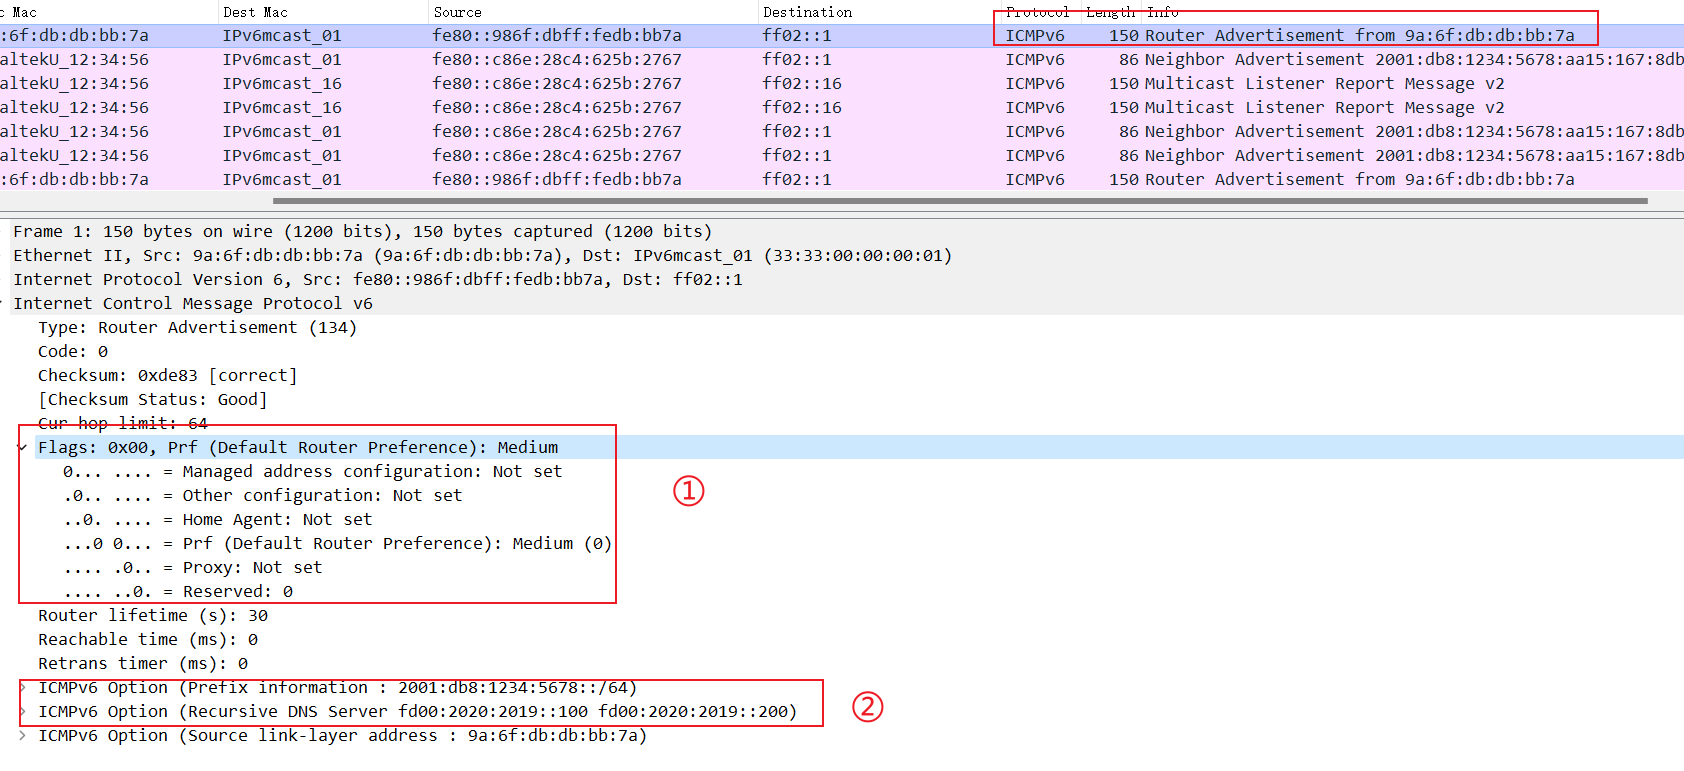 c Mac Dest Mac Source Destination Protocol Length Info
:6f:db:db:bb:7a IPv6mcast_01 fe80::986f:dbff:fedb:bb7a ff02::1 ICMPv6 150 Router Advertisement from 9a:6f:db:db:bb:7a
altekU_12:34:56 IPv6mcast_01 fe80::c86e:28c4:625b:2767 ff02::1 ICMPv6 86 Neighbor Advertisement 2001:db8:1234:5678:aa15:167:8db
altekU_12:34:56 IPv6mcast_16 fe80::c86e:28c4:625b:2767 ff02::16 ICMPv6 150 Multicast Listener Report Message v2
altekU_12:34:56 IPv6mcast_16 fe80::c86e:28c4:625b:2767 ff02::16 ICMPv6 150 Multicast Listener Report Message v2
altekU_12:34:56 IPv6mcast_01 fe80::c86e:28c4:625b:2767 ff02::1 ICMPv6 86 Neighbor Advertisement 2001:db8:1234:5678:aa15:167:8db
altekU_12:34:56 IPv6mcast_01 fe80::c86e:28c4:625b:2767 ff02::1 ICMPv6 86 Neighbor Advertisement 2001:db8:1234:5678:aa15:167:8db
:6f:db:db:bb:7a IPv6mcast_01 fe80::986f:dbff:fedb:bb7a ff02::1 ICMPv6 150 Router Advertisement from 9a:6f:db:db:bb:7a
Frame 1: 150 bytes on wire (1200 bits), 150 bytes captured (1200 bits)
Ethernet II, Src: 9a:6f:db:db:bb:7a (9a:6f:db:db:bb:7a), Dst: IPv6mcast_01 (33:33:00:00:00:01)
Internet Protocol Version 6, Src: fe80::986f:dbff:fedb:bb7a, Dst: ff02::1
Internet Control Message Protocol v6
Type: Router Advertisement (134)
Code: 0
Checksum: 0xde83 [correct]
[Checksum Status: Good]
Cur hop limit: 64
Flags: 0x00, Prf (Default Router Preference): Medium
0... .... = Managed address configuration: Not set
.0.. .... = Other configuration: Not set
..0. .... = Home Agent: Not set
...0 0... = Prf (Default Router Preference): Medium (0)
.... .0.. = Proxy: Not set
.... ..0. = Reserved: 0
①
Router lifetime (s): 30
Reachable time (ms): 0
Retrans timer (ms): 0
ICMPv6 Option (Prefix information : 2001:db8:1234:5678::/64)
ICMPv6 Option (Recursive DNS Server fd00:2020:2019::100 fd00:2020:2019::200)
②
ICMPv6 Option (Source link-layer address : 9a:6f:db:db:bb:7a)